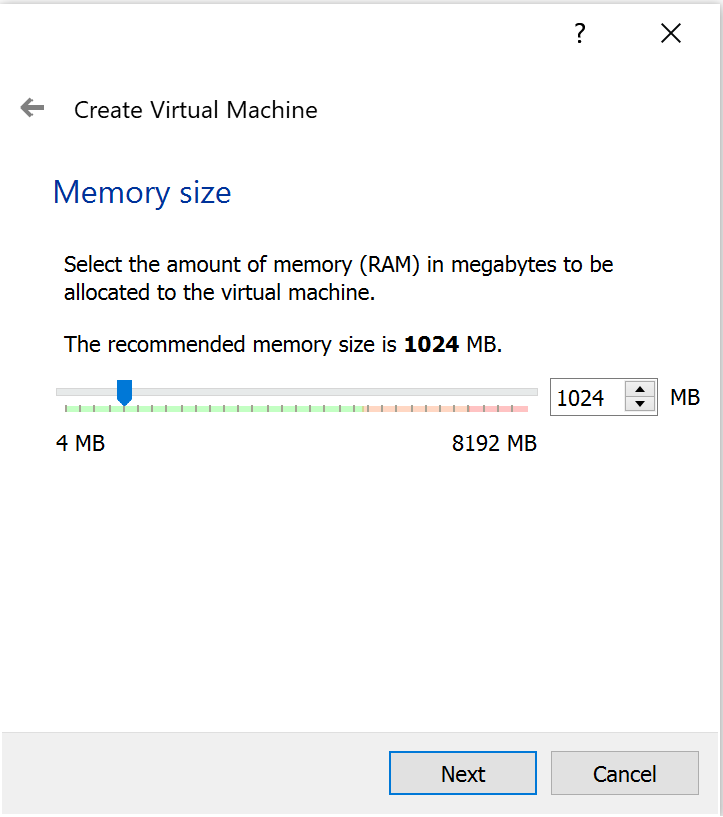 ?
Create Virtual Machine
Memory size
Select the amount of memory (RAM) in megabytes to be
allocated to the virtual machine.
The recommended memory size is 1024 MB.
1024 MB
4 MB 8192 MB
Next Cancel